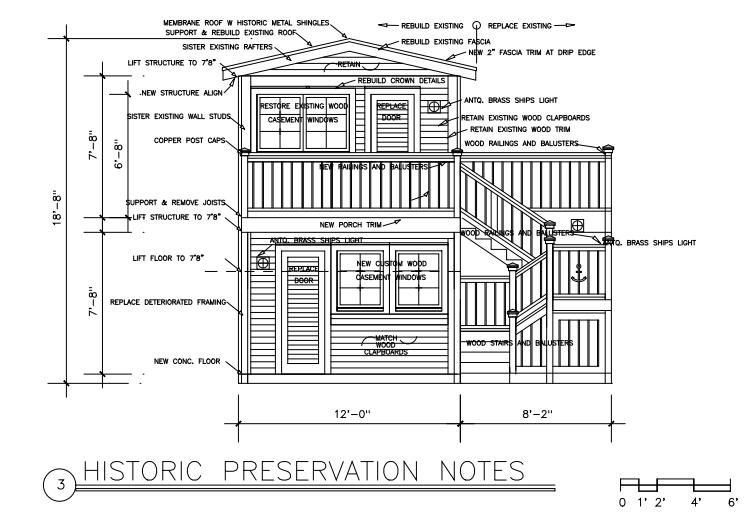 MEMBRANE ROOF W HISTORIC METAL SHINGLES
SUPPORT & REBUILD EXISTING ROOF
SISTER EXISTING RAFTERS
LIFT STRUCTURE TO 7'8"
REBUILD EXISTING
REPLACE EXISTING
REBUILD EXISTING FASCIA
NEW 2" FASCIA TRIM AT DRIP EDGE
RETAIN
REBUILD CROWN DETAILS
NEW STRUCTURE ALIGN
RESTORE EXISTING WOOD
CASEMENT WINDOWS
REPLACE
DOOR
ANTQ. BRASS SHIPS LIGHT
SISTER EXISTING WALL STUDS
RETAIN EXISTING WOOD CLAPBOARDS
RETAIN EXISTING WOOD TRIM
COPPER POST CAPS
WOOD RAILINGS AND BALUSTERS
NEW RAILINGS AND BALUSTERS
7'-8"
6'-8"
18'-8"
SUPPORT & REMOVE JOISTS
LIFT STRUCTURE TO 7'8"
NEW PORCH TRIM
WOOD RAILINGS AND BALUSTERS
ANTQ. BRASS SHIPS LIGHT
ANTQ. BRASS SHIPS LIGHT
LIFT FLOOR TO 7'8"
REPLACE
DOOR
NEW CUSTOM WOOD
CASEMENT WINDOWS
7'-8"
REPLACE DETERIORATED FRAMING
MATCH
WOOD
CLAPBOARDS
WOOD STAIRS AND BALUSTERS
NEW CONC. FLOOR
12'-0"
8'-2"
3
HISTORIC PRESERVATION NOTES
0 1' 2' 4' 6'